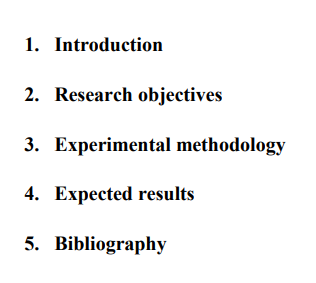 1. Introduction
2. Research objectives
3. Experimental methodology
4. Expected results
5. Bibliography